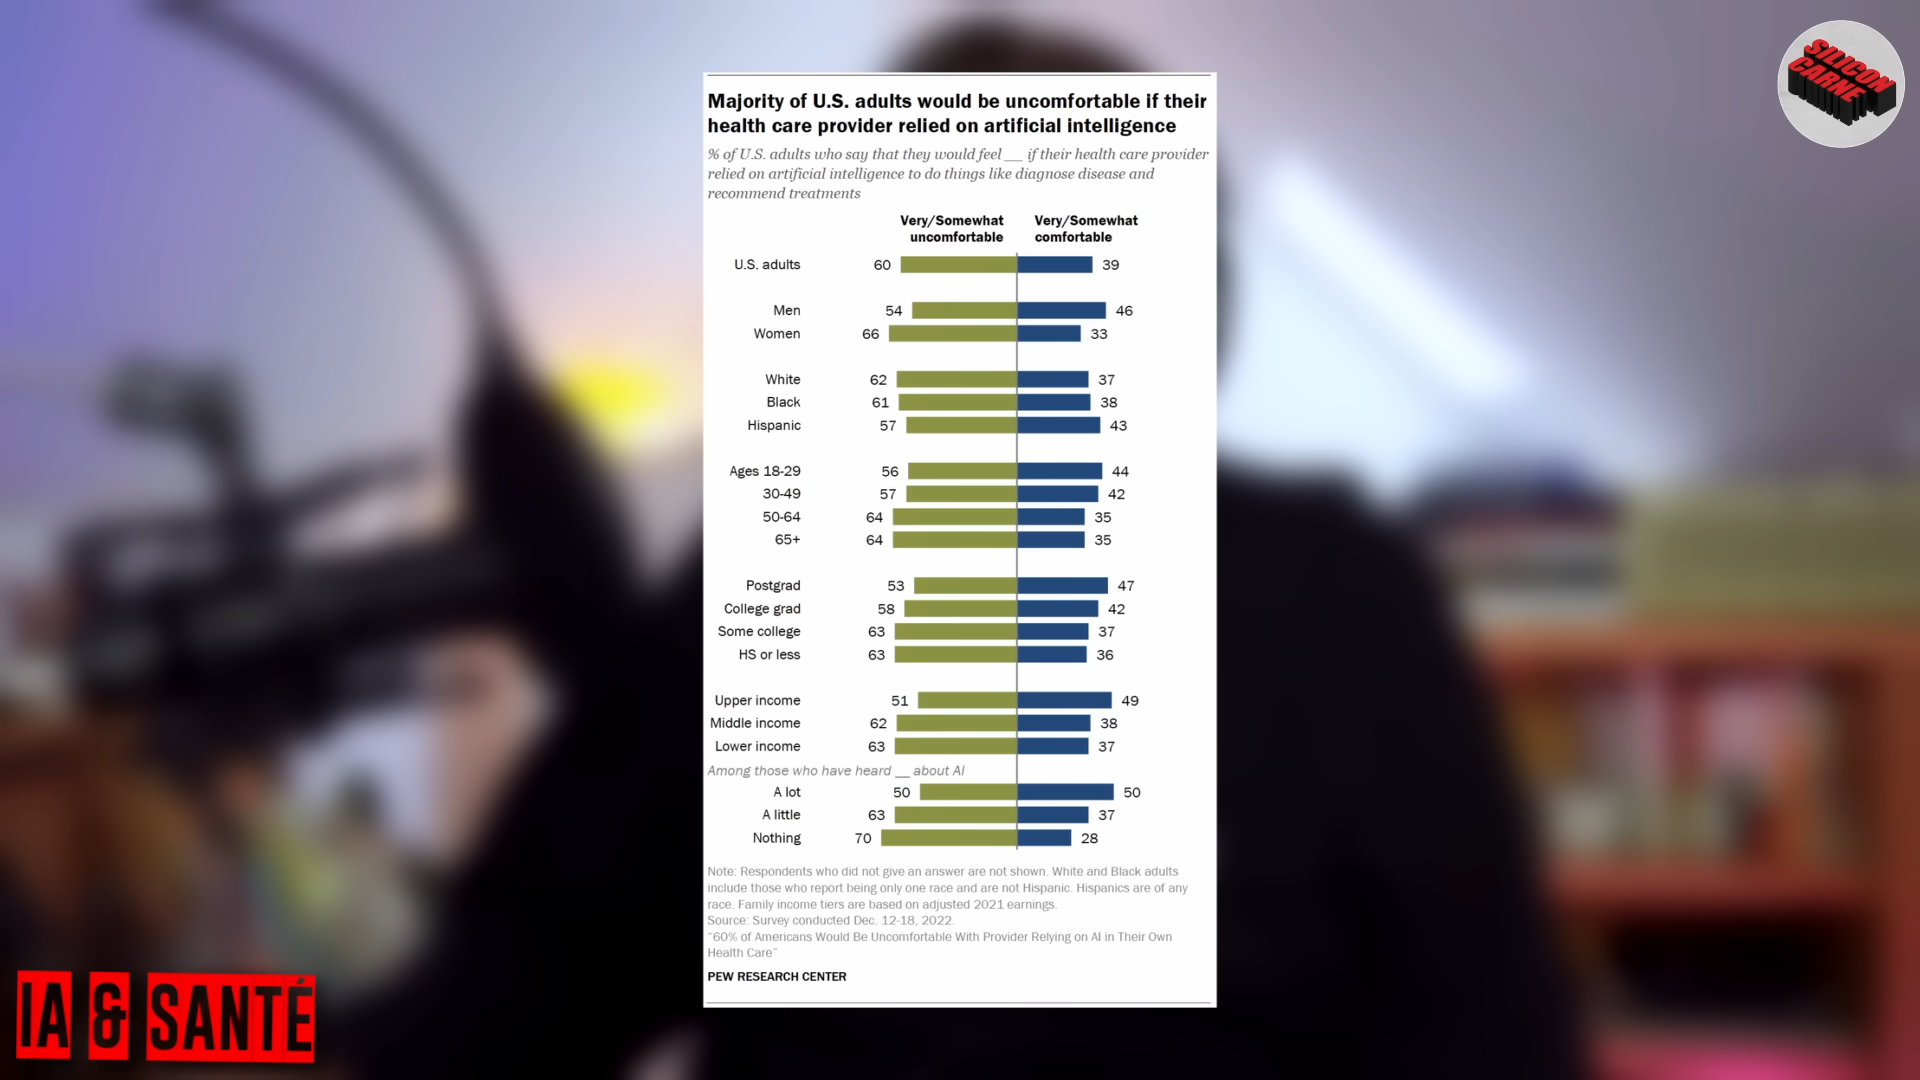 SILICON
CARNE
Majority of U.S. adults would be uncomfortable if their
health care provider relied on artificial intelligence
% of U.S. adults who say that they would feel __ if their health care provider
relied on artificial intelligence to do things like diagnose disease and
recommend treatments
Very/Somewhat uncomfortable Very/Somewhat comfortable
U.S. adults 60 39
Men 54 46
Women 66 33
White 62 37
Black 61 38
Hispanic 57 43
Ages 18-29 56 44
30-49 57 42
50-64 64 35
65+ 64 35
Postgrad 53 47
College grad 58 42
Some college 63 37
HS or less 63 36
Upper income 51 49
Middle income 62 38
Lower income 63 37
Among those who have heard __ about AI
A lot 50 50
A little 63 37
Nothing 70 28
Note: Respondents who did not give an answer are not shown. White and Black adults
include those who report being only one race and are not Hispanic. Hispanics are of any
race. Family income tiers are based on adjusted 2021 earnings.
Source: Survey conducted Dec. 12-18, 2022.
"60% of Americans Would Be Uncomfortable With Provider Relying on AI in Their Own
Health Care"
PEW RESEARCH CENTER
IA & SANTÉ